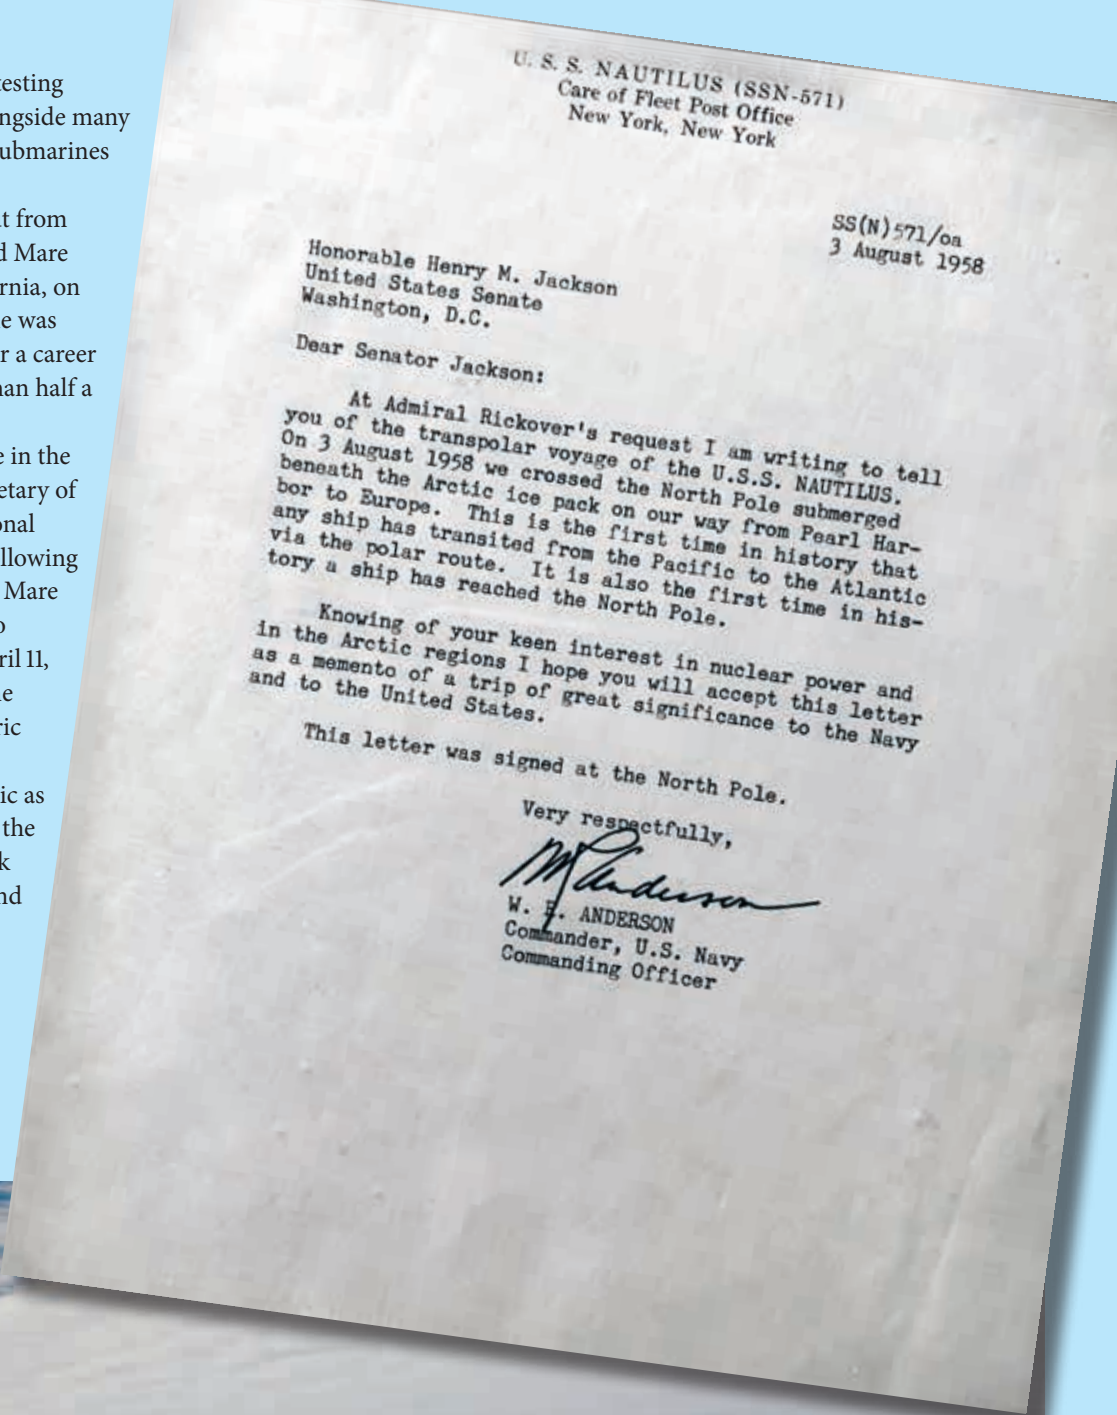 esting
ngside many
ubmarines
t from
d Mare
rnia, on
e was
r a career
han half a
e in the
etary of
onal
llowing
Mare
o
ril 11,
e
ric
ic as
the
k
nd
U. S. S. NAUTILUS (SSN-571)
Care of Fleet Post Office
New York, New York
SS(N)571/oa
3 August 1958
Honorable Henry M. Jackson
United States Senate
Washington, D.C.
Dear Senator Jackson:
At Admiral Rickover's request I am writing to tell
you of the transpolar voyage of the U.S.S. NAUTILUS.
On 3 August 1958 we crossed the North Pole submerged
beneath the Arctic ice pack on our way from Pearl Har-
bor to Europe. This is the first time in history that
any ship has transited from the Pacific to the Atlantic
via the polar route. It is also the first time in his-
tory a ship has reached the North Pole.
Knowing of your keen interest in nuclear power and
in the Arctic regions I hope you will accept this letter
as a memento of a trip of great significance to the Navy
and to the United States.
This letter was signed at the North Pole.
Very respectfully,
W R Anderson
W. R. ANDERSON
Commander, U.S. Navy
Commanding Officer